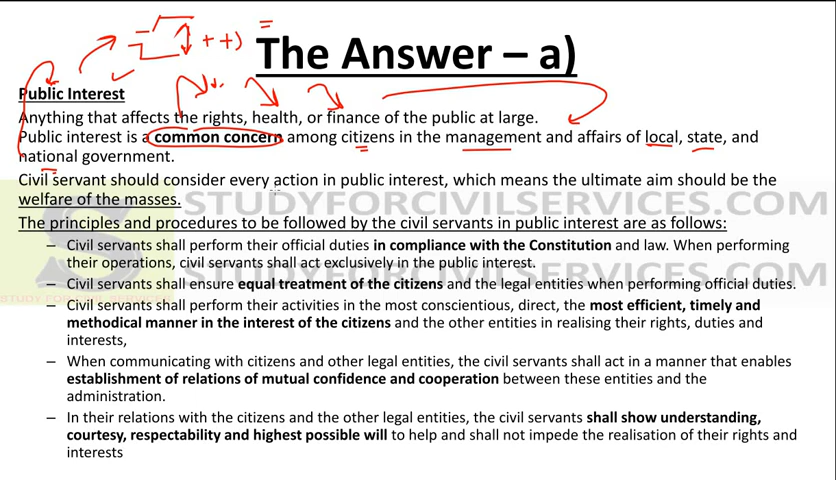 The Answer – a)
Public Interest
Anything that affects the rights, health, or finance of the public at large.
Public interest is a common concern among citizens in the management and affairs of local, state, and
national government.
Civil servant should consider every action in public interest, which means the ultimate aim should be the
welfare of the masses.
STUDYFORCIVILSERVICES.COM
The principles and procedures to be followed by the civil servants in public interest are as follows:
– Civil servants shall perform their official duties in compliance with the Constitution and law. When performing
their operations, civil servants shall act exclusively in the public interest.
STUDYFORCIVILSERVICES.COM
– Civil servants shall ensure equal treatment of the citizens and the legal entities when performing official duties.
STUDY FOR CIVIL SERVICES
– Civil servants shall perform their activities in the most conscientious, direct, the most efficient, timely and
methodical manner in the interest of the citizens and the other entities in realising their rights, duties and
interests,
– When communicating with citizens and other legal entities, the civil servants shall act in a manner that enables
establishment of relations of mutual confidence and cooperation between these entities and the
administration.
– In their relations with the citizens and the other legal entities, the civil servants shall show understanding,
courtesy, respectability and highest possible will to help and shall not impede the realisation of their rights and
interests